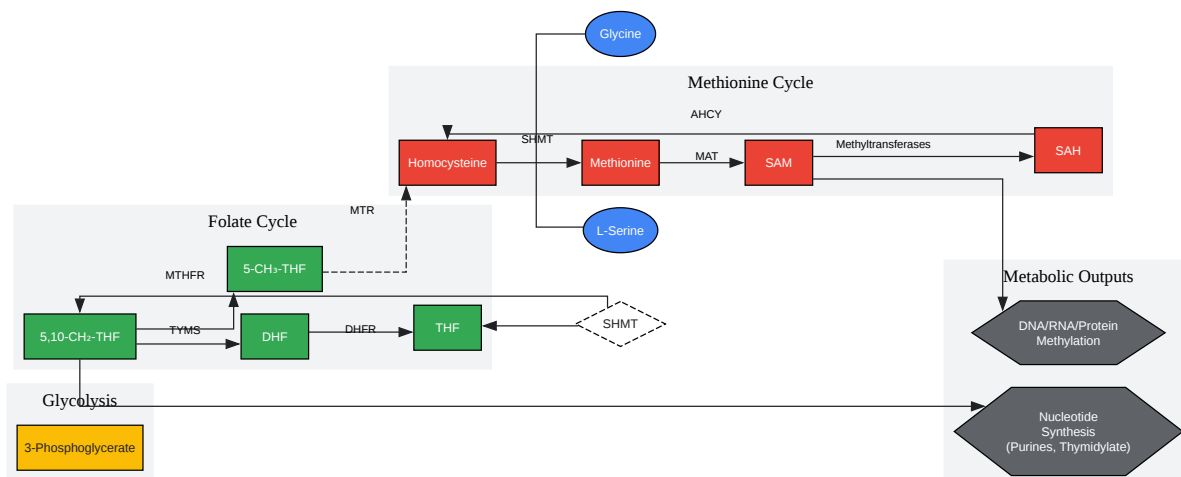 Glycine
Methionine Cycle
AHCY
SHMT
Methyltransferases
Homocysteine
Methionine
MAT
SAM
SAH
MTR
Folate Cycle
L-Serine
5-CH₃-THF
MTHFR
Metabolic Outputs
5,10-CH₂-THF
TYMS
DHF
DHFR
THF
SHMT
DNA/RNA/Protein
Methylation
Glycolysis
3-Phosphoglycerate
Nucleotide
Synthesis
(Purines, Thymidylate)